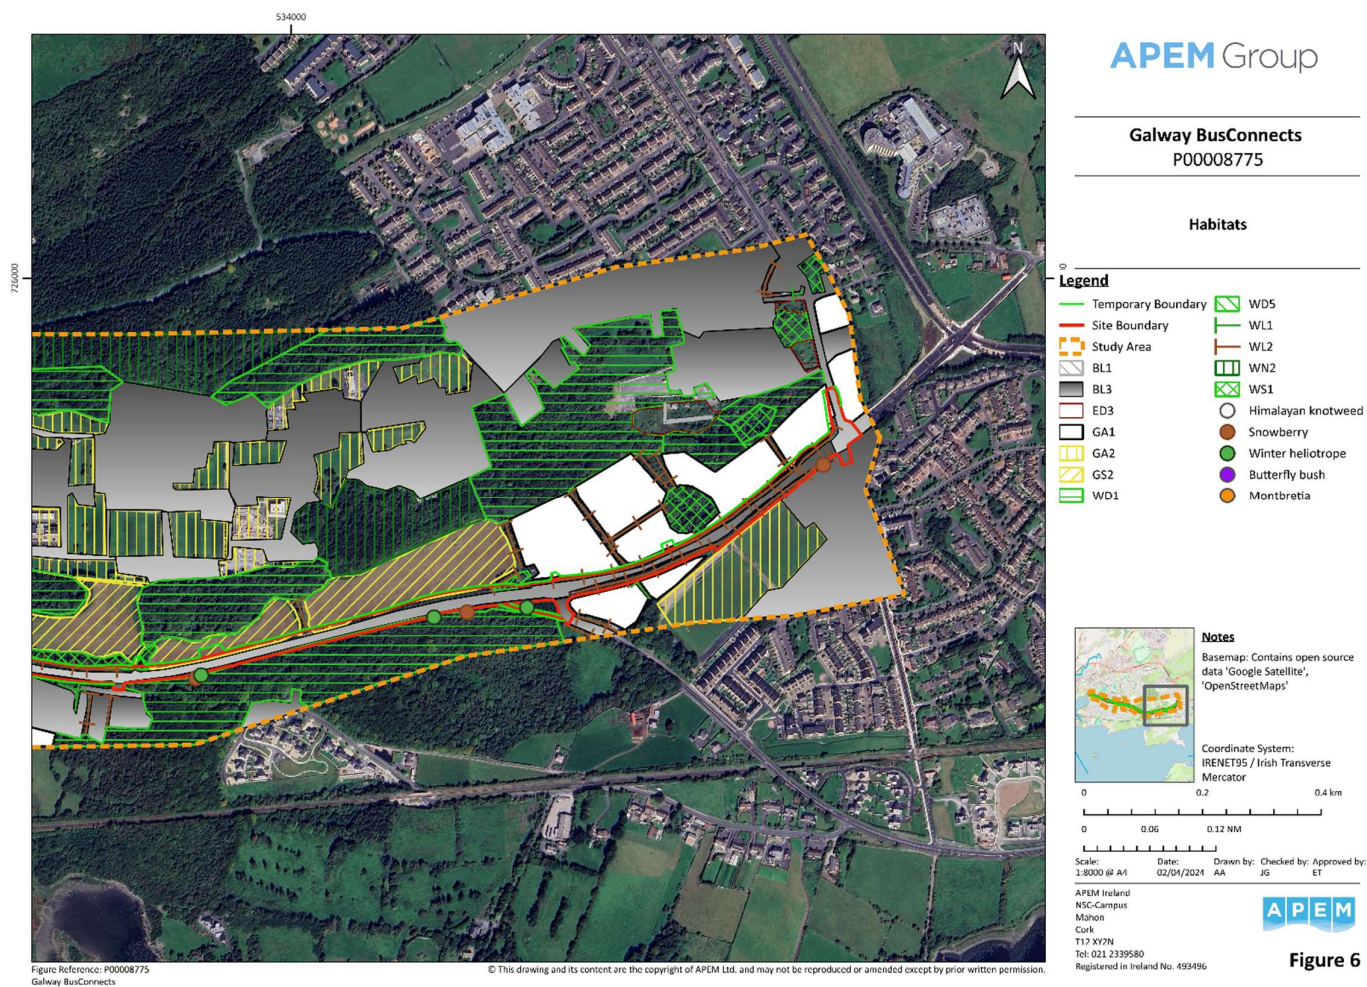 534000
726000
N
APEM Group
Galway BusConnects
P00008775
Habitats
Legend
Temporary Boundary
Site Boundary
Study Area
BL1
BL3
ED3
GA1
GA2
GS2
WD1
WD5
WL1
WL2
WN2
WS1
Himalayan knotweed
Snowberry
Winter heliotrope
Butterfly bush
Montbretia
Notes
Basemap: Contains open source
data 'Google Satellite',
'OpenStreetMaps'
Coordinate System:
IRENET95 / Irish Transverse
Mercator
0 0.2 0.4 km
0 0.06 0.12 NM
Scale: Date: Drawn by: Checked by: Approved by:
1:8000 @ A4 02/04/2024 AA JG ET
APEM Ireland
NSC-Campus
Mahon
Cork
T12 XY2N
Tel: 021 2339580
Registered in Ireland No. 493496
APEM
Figure 6
Figure Reference: P00008775
Galway BusConnects
© This drawing and its content are the copyright of APEM Ltd. and may not be reproduced or amended except by prior written permission.